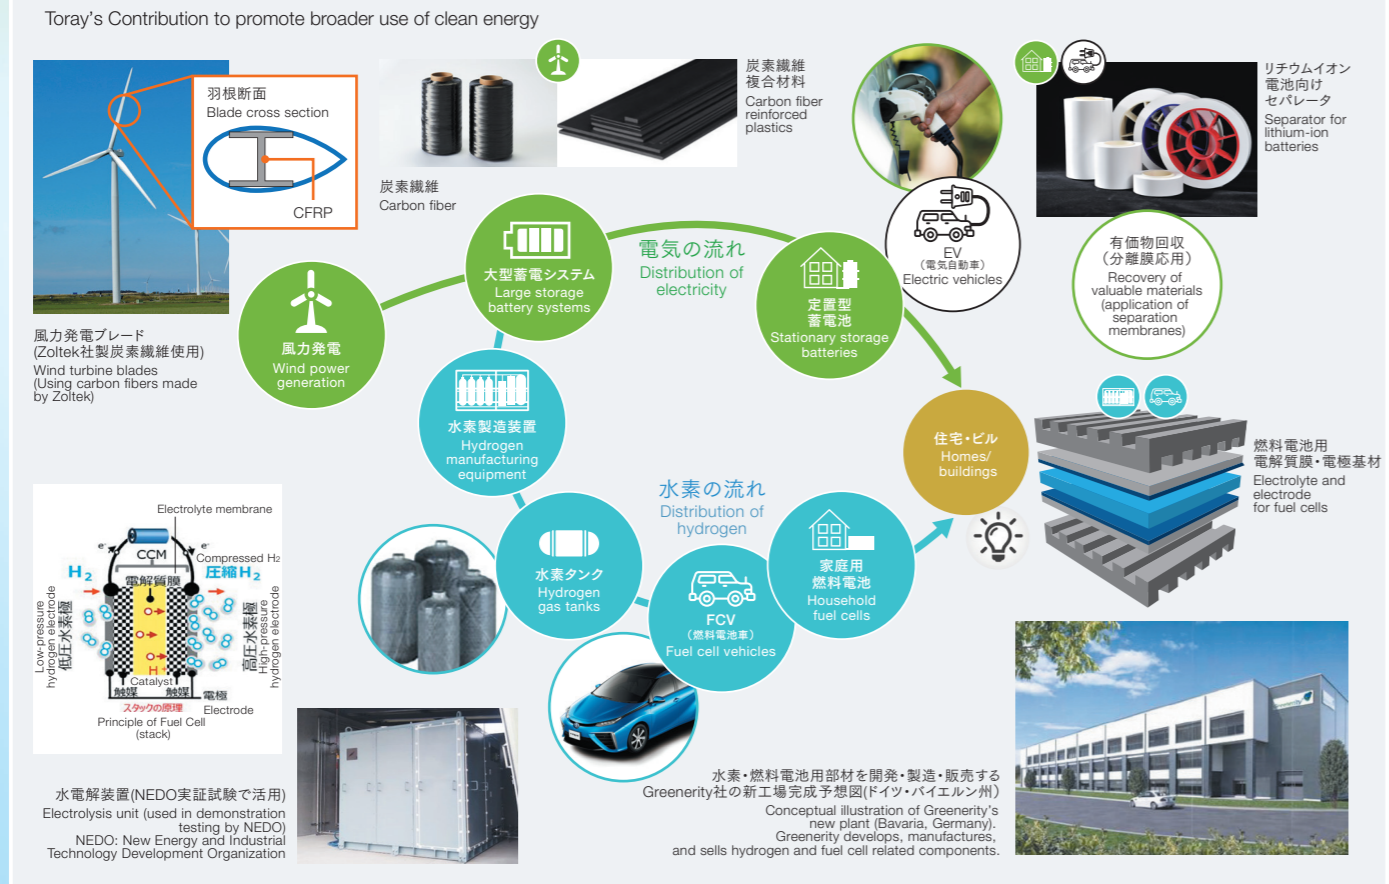 Toray's Contribution to promote broader use of clean energy
羽根断面
Blade cross section
CFRP
風力発電ブレード
(Zoltek社製炭素繊維使用)
Wind turbine blades
(Using carbon fibers made
by Zoltek)
炭素繊維
Carbon fiber
炭素繊維
複合材料
Carbon fiber
reinforced
plastics
リチウムイオン
電池向け
セパレータ
Separator for
lithium-ion
batteries
風力発電
Wind power
generation
大型蓄電システム
Large storage
battery systems
電気の流れ
Distribution of
electricity
定置型
蓄電池
Stationary storage
batteries
EV
(電気自動車)
Electric vehicles
有価物回収
(分離膜応用)
Recovery of
valuable materials
(application of
separation
membranes)
水素製造装置
Hydrogen
manufacturing
equipment
住宅・ビル
Homes/
buildings
水素の流れ
Distribution of
hydrogen
水素タンク
Hydrogen
gas tanks
FCV
(燃料電池車)
Fuel cell vehicles
家庭用
燃料電池
Household
fuel cells
燃料電池用
電解質膜・電極基材
Electrolyte and
electrode
for fuel cells
Electrolyte membrane
e-
e-
CCM
Compressed H2
H2
電解質膜
圧縮H2
Low-pressure
hydrogen electrode
低圧水素極
高圧水素極
High-pressure
hydrogen electrode
H+
Catalyst
触媒
触媒
電極
スタックの原理
Electrode
Principle of Fuel Cell
(stack)
水電解装置(NEDO実証試験で活用)
Electrolysis unit (used in demonstration
testing by NEDO)
NEDO: New Energy and Industrial
Technology Development Organization
水素・燃料電池用部材を開発・製造・販売する
Greenerity社の新工場完成予想図(ドイツ・バイエルン州)
Conceptual illustration of Greenerity's
new plant (Bavaria, Germany).
Greenerity develops, manufactures,
and sells hydrogen and fuel cell related components.